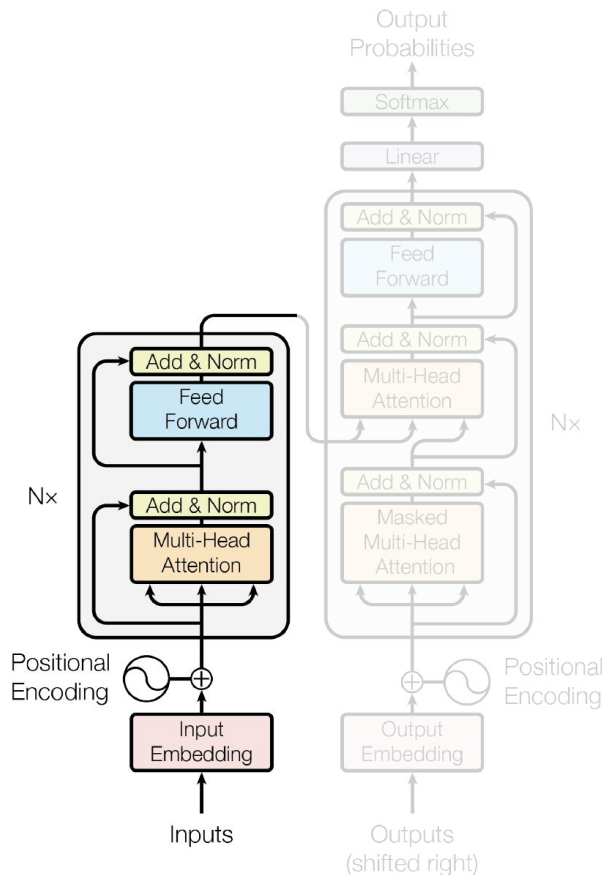 Output
Probabilities
Softmax
Linear
Add & Norm
Feed
Forward
Add & Norm
Multi-Head
Attention
Add & Norm
Masked
Multi-Head
Attention
N×
Positional
Encoding
Output
Embedding
Outputs
(shifted right)
Add & Norm
Feed
Forward
Add & Norm
Multi-Head
Attention
N×
Positional
Encoding
Input
Embedding
Inputs